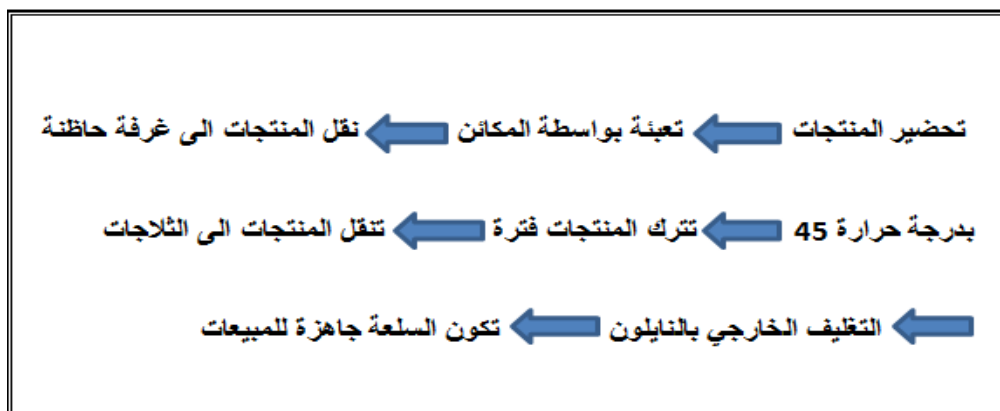 تحضير المنتجات تعبئة بواسطة المكائن نقل المنتجات الى غرفة حاظنة
بدرجة حرارة 45 تترك المنتجات فترة تنقل المنتجات الى الثلاجات
التغليف الخارجي بالنايلون تكون السلعة جاهزة للمبيعات